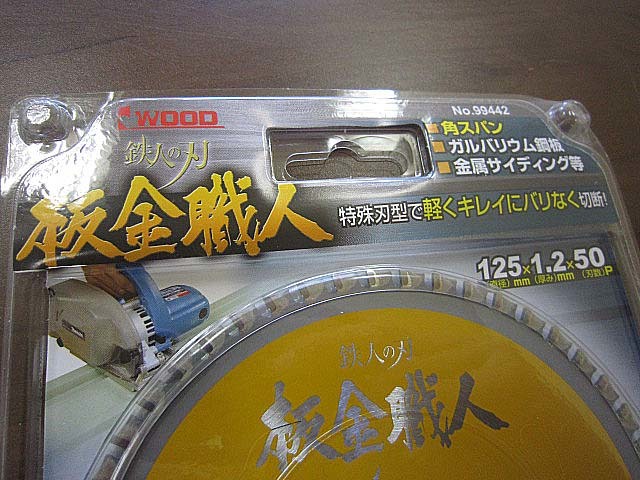 WOOD
No.99442
鉄人の刃
板金職人
角スパン
ガルバリウム鋼板
金属サイディング等
特殊刃型で軽くキレイにバリなく切断!
125×1.2×50
(直径)mm (厚み)mm (刃数)P
鉄人の刃
板金職人